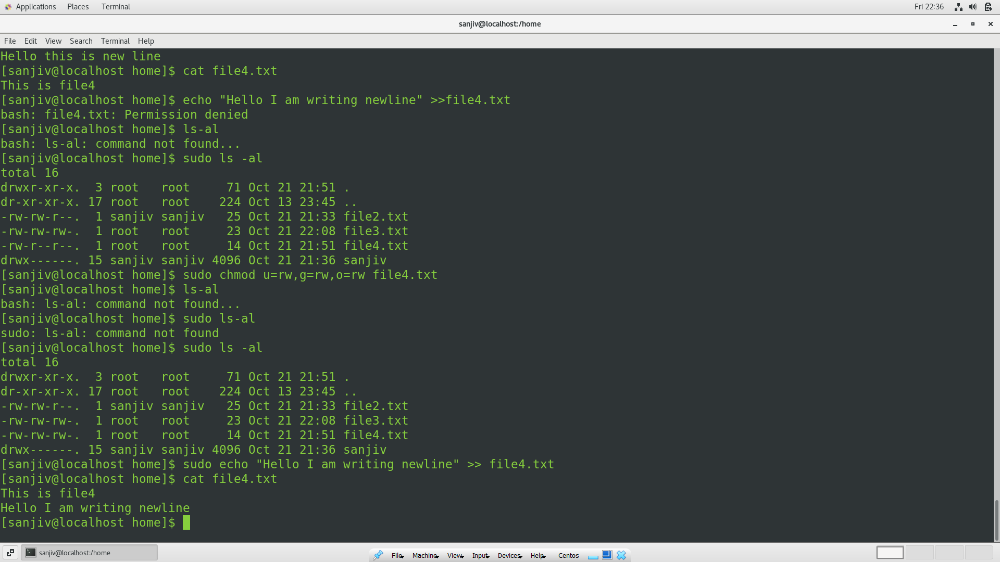 Applications Places Terminal Fri 22:36
sanjiv@localhost:/home
File Edit View Search Terminal Help
Hello this is new line
[sanjiv@localhost home]$ cat file4.txt
This is file4
[sanjiv@localhost home]$ echo "Hello I am writing newline" >>file4.txt
bash: file4.txt: Permission denied
[sanjiv@localhost home]$ ls-al
bash: ls-al: command not found...
[sanjiv@localhost home]$ sudo ls -al
total 16
drwxr-xr-x.  3 root   root     71 Oct 21 21:51 .
dr-xr-xr-x. 17 root   root    224 Oct 13 23:45 ..
-rw-rw-r--.  1 sanjiv sanjiv   25 Oct 21 21:33 file2.txt
-rw-rw-rw-.  1 root   root     23 Oct 21 22:08 file3.txt
-rw-r--r--.  1 root   root     14 Oct 21 21:51 file4.txt
drwx------. 15 sanjiv sanjiv 4096 Oct 21 21:36 sanjiv
[sanjiv@localhost home]$ sudo chmod u=rw,g=rw,o=rw file4.txt
[sanjiv@localhost home]$ ls-al
bash: ls-al: command not found...
[sanjiv@localhost home]$ sudo ls-al
sudo: ls-al: command not found
[sanjiv@localhost home]$ sudo ls -al
total 16
drwxr-xr-x.  3 root   root     71 Oct 21 21:51 .
dr-xr-xr-x. 17 root   root    224 Oct 13 23:45 ..
-rw-rw-r--.  1 sanjiv sanjiv   25 Oct 21 21:33 file2.txt
-rw-rw-rw-.  1 root   root     23 Oct 21 22:08 file3.txt
-rw-rw-rw-.  1 root   root     14 Oct 21 21:51 file4.txt
drwx------. 15 sanjiv sanjiv 4096 Oct 21 21:36 sanjiv
[sanjiv@localhost home]$ sudo echo "Hello I am writing newline" >> file4.txt
[sanjiv@localhost home]$ cat file4.txt
This is file4
Hello I am writing newline
[sanjiv@localhost home]$
sanjiv@localhost:/home File Machine View Input Devices Help Centos